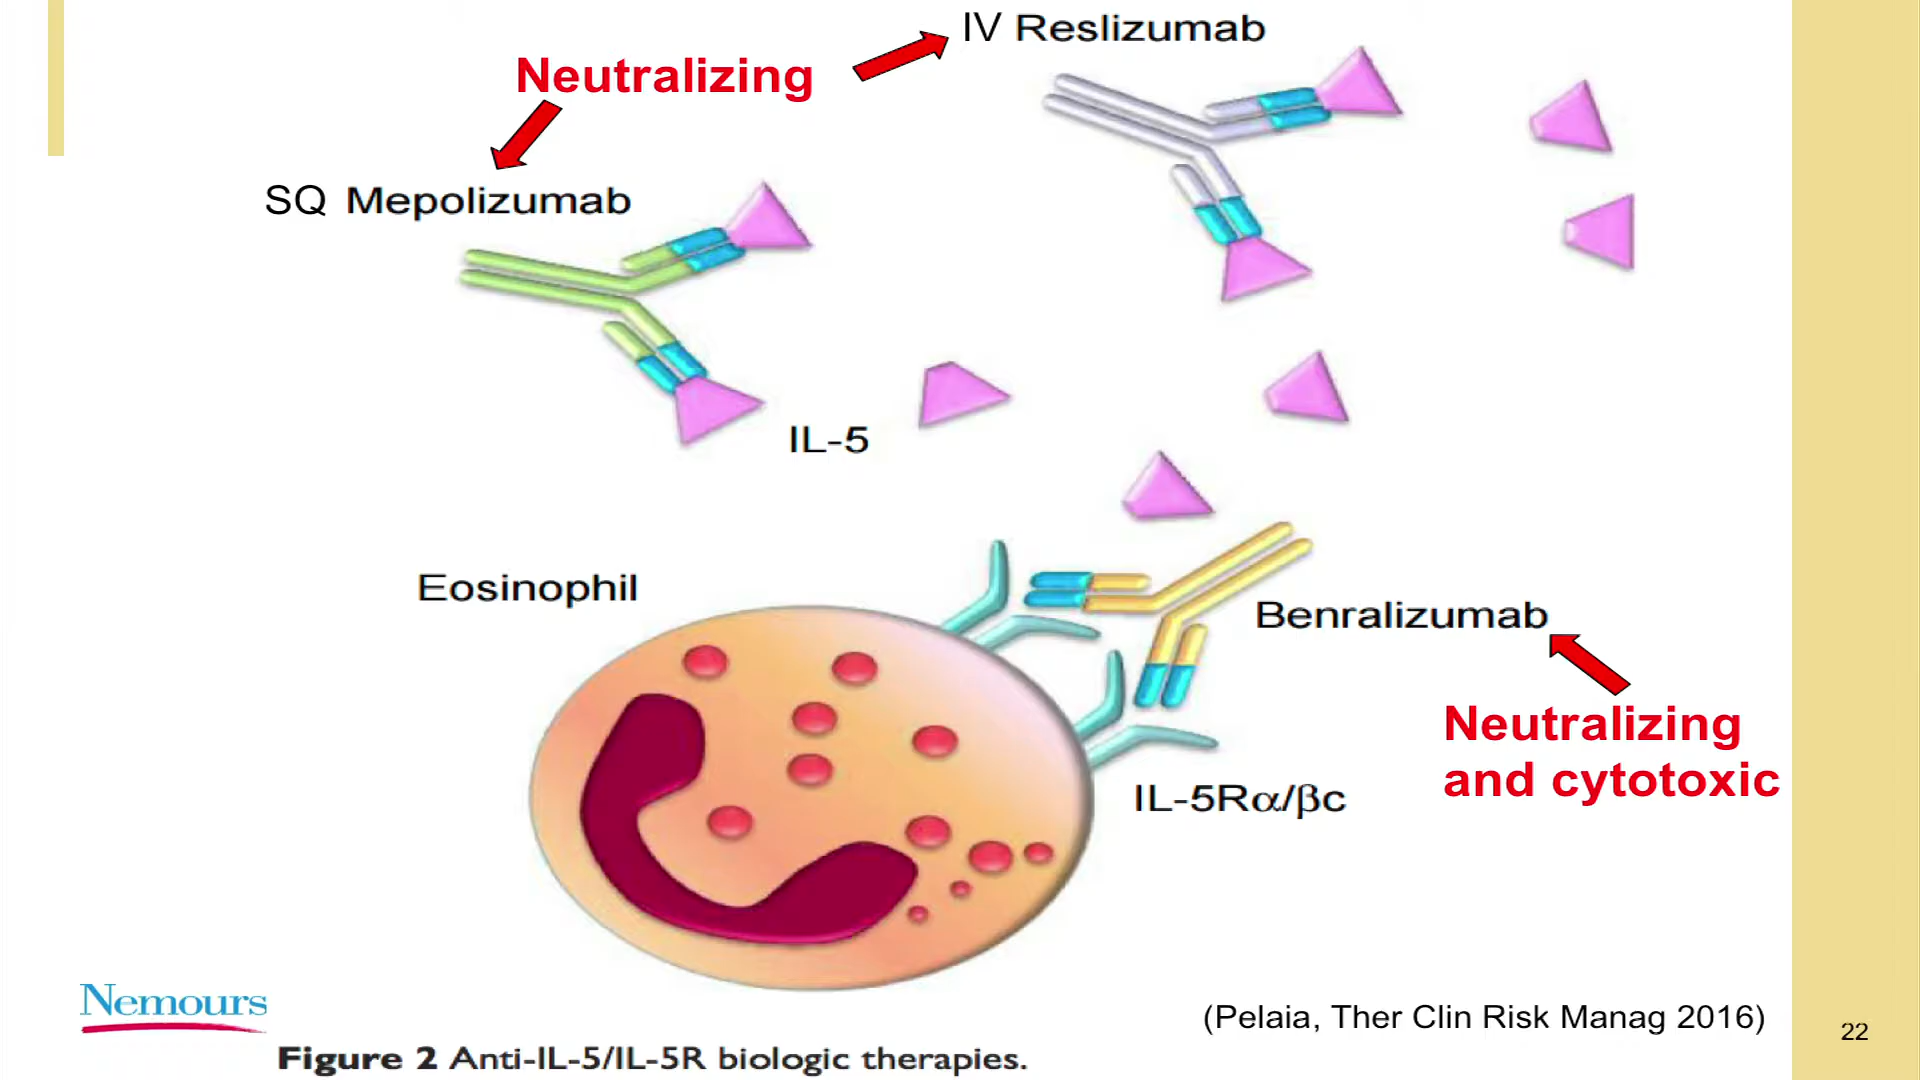 IV Reslizumab
Neutralizing
SQ Mepolizumab
IL-5
Eosinophil
Benralizumab
Neutralizing
and cytotoxic
IL-5Rα/βc
Nemours
(Pelaia, Ther Clin Risk Manag 2016)
22
Figure 2 Anti-IL-5/IL-5R biologic therapies.